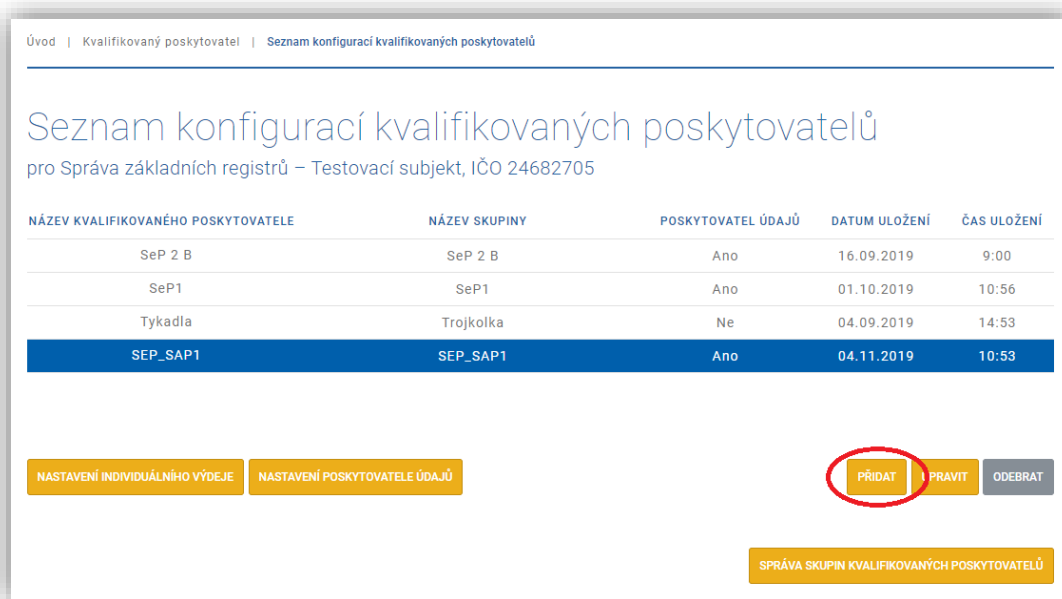 Úvod | Kvalifikovaný poskytovatel | Seznam konfigurací kvalifikovaných poskytovatelů
Seznam konfigurací kvalifikovaných poskytovatelů
pro Správa základních registrů – Testovací subjekt, IČO 24682705
NÁZEV KVALIFIKOVANÉHO POSKYTOVATELE NÁZEV SKUPINY POSKYTOVATEL ÚDAJŮ DATUM ULOŽENÍ ČAS ULOŽENÍ
SeP 2 B SeP 2 B Ano 16.09.2019 9:00
SeP1 SeP1 Ano 01.10.2019 10:56
Tykadla Trojkolka Ne 04.09.2019 14:53
SEP_SAP1 SEP_SAP1 Ano 04.11.2019 10:53
NASTAVENÍ INDIVIDUÁLNÍHO VÝDEJE NASTAVENÍ POSKYTOVATELE ÚDAJŮ PŘIDAT UPRAVIT ODEBRAT
SPRÁVA SKUPIN KVALIFIKOVANÝCH POSKYTOVATELŮ